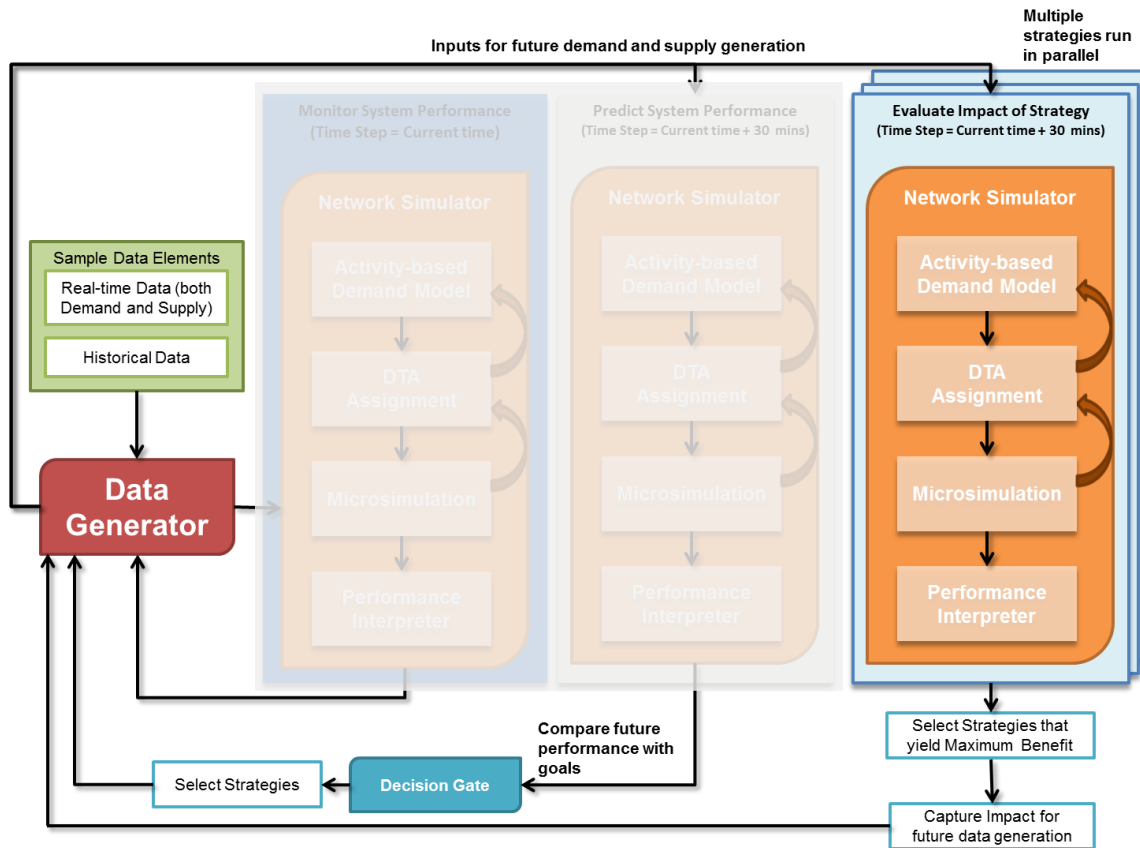 Multiple
strategies run
in parallel
Inputs for future demand and supply generation
Monitor System Performance
(Time Step = Current time)
Network Simulator
Activity-based
Demand Model
DTA
Assignment
Microsimulation
Performance
Interpreter
Predict System Performance
(Time Step = Current time + 30 mins)
Network Simulator
Activity-based
Demand Model
DTA
Assignment
Microsimulation
Performance
Interpreter
Evaluate Impact of Strategy
(Time Step = Current time + 30 mins)
Network Simulator
Activity-based
Demand Model
DTA
Assignment
Microsimulation
Performance
Interpreter
Sample Data Elements
Real-time Data (both
Demand and Supply)
Historical Data
Data
Generator
Compare future
performance with
goals
Select Strategies
Decision Gate
Select Strategies that
yield Maximum Benefit
Capture Impact for
future data generation